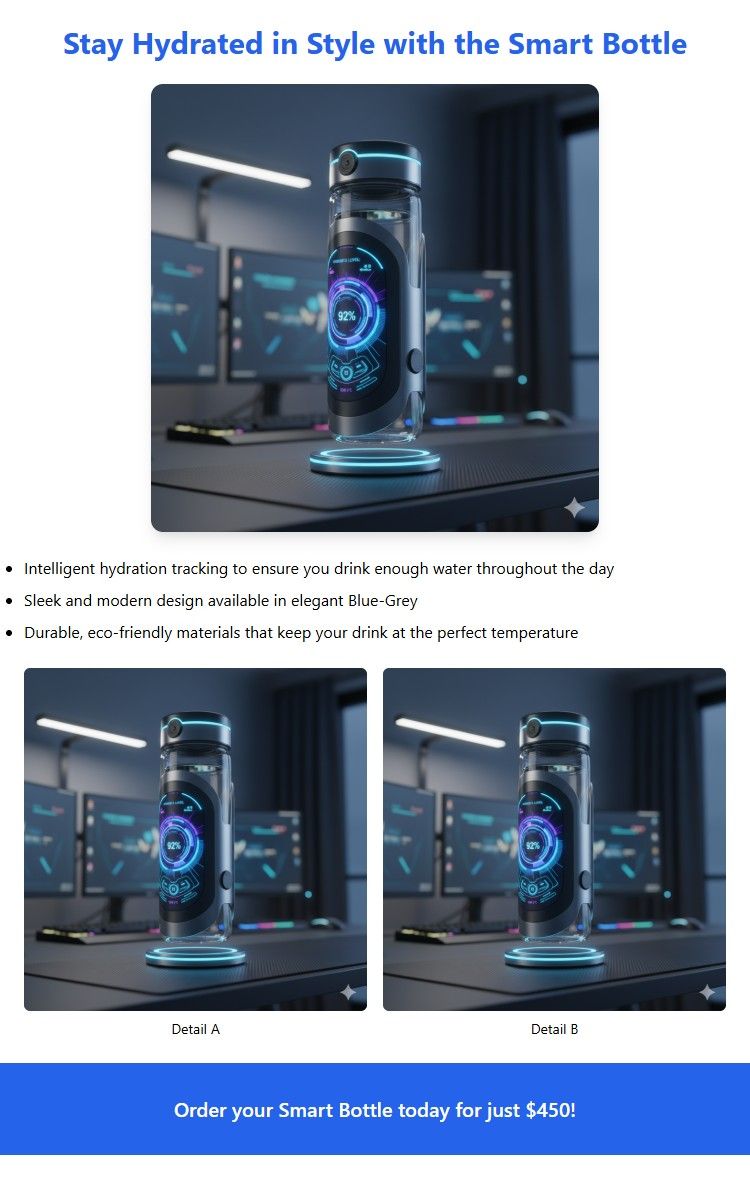 Stay Hydrated in Style with the Smart Bottle
92%
Intelligent hydration tracking to ensure you drink enough water throughout the day
Sleek and modern design available in elegant Blue-Grey
Durable, eco-friendly materials that keep your drink at the perfect temperature
92%
92%
Detail A
Detail B
Order your Smart Bottle today for just $450!